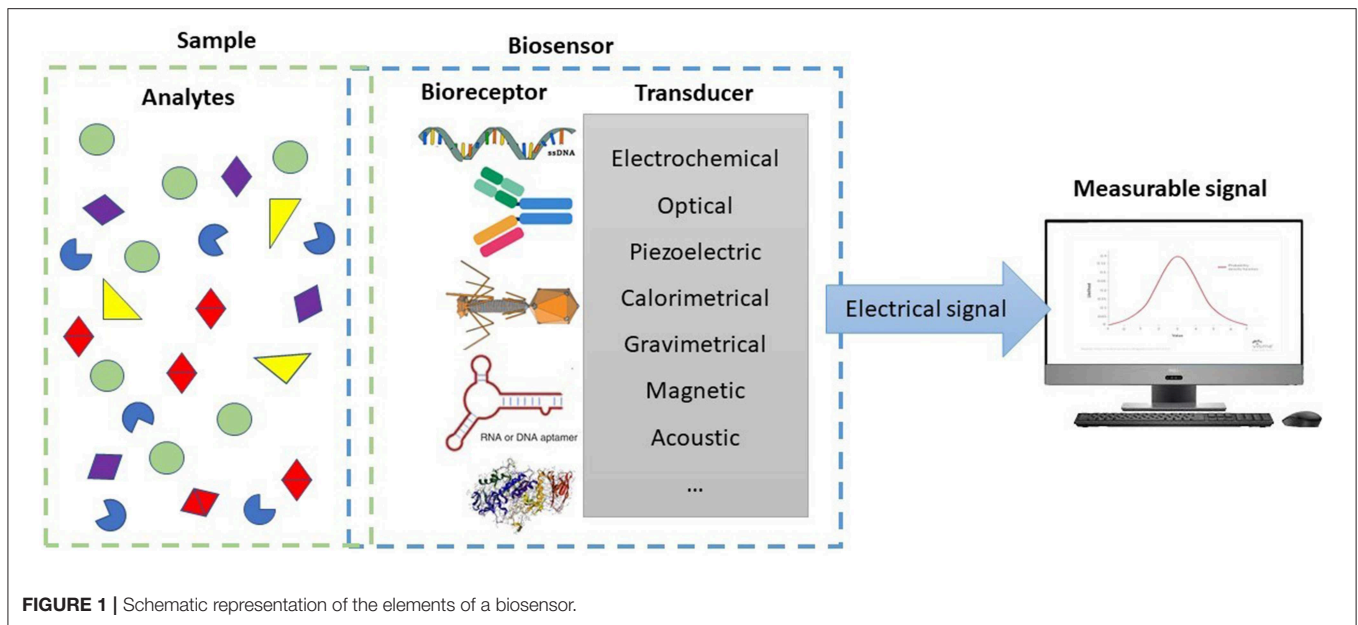 Sample
Biosensor
Analytes
Bioreceptor
Transducer
ssDNA
RNA or DNA aptamer
Electrochemical
Optical
Piezoelectric
Calorimetrical
Gravimetrical
Magnetic
Acoustic
...
Electrical signal
Measurable signal
FIGURE 1 | Schematic representation of the elements of a biosensor.